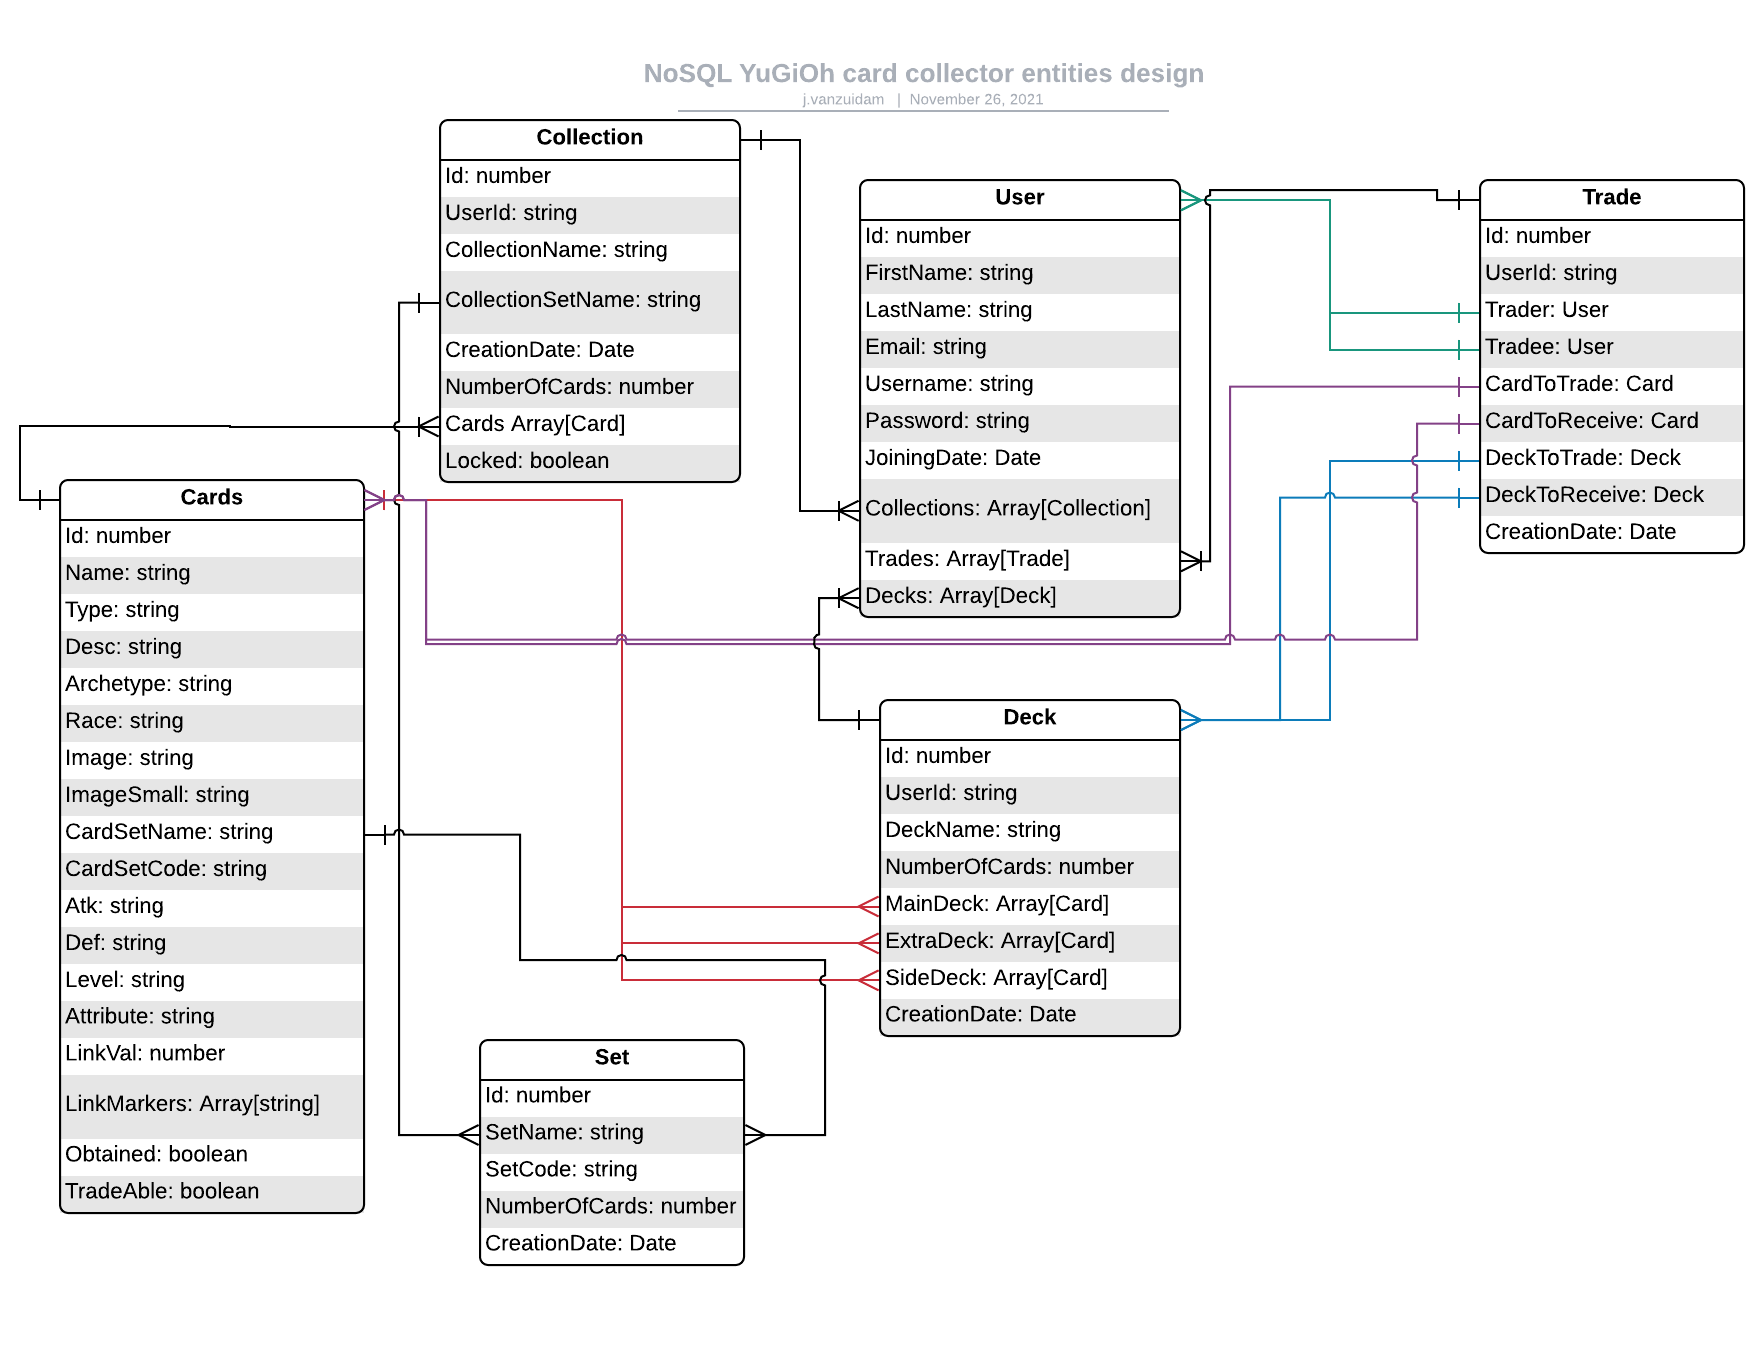 NoSQL YuGiOh card collector entities design
j.vanzuidam | November 26, 2021
Collection
Id: number
UserId: string
CollectionName: string
CollectionSetName: string
CreationDate: Date
NumberOfCards: number
Cards Array[Card]
Locked: boolean
User
Id: number
FirstName: string
LastName: string
Email: string
Username: string
Password: string
JoiningDate: Date
Collections: Array[Collection]
Trades: Array[Trade]
Decks: Array[Deck]
Trade
Id: number
UserId: string
Trader: User
Tradee: User
CardToTrade: Card
CardToReceive: Card
DeckToTrade: Deck
DeckToReceive: Deck
CreationDate: Date
Cards
Id: number
Name: string
Type: string
Desc: string
Archetype: string
Race: string
Image: string
ImageSmall: string
CardSetName: string
CardSetCode: string
Atk: string
Def: string
Level: string
Attribute: string
LinkVal: number
LinkMarkers: Array[string]
Obtained: boolean
TradeAble: boolean
Deck
Id: number
UserId: string
DeckName: string
NumberOfCards: number
MainDeck: Array[Card]
ExtraDeck: Array[Card]
SideDeck: Array[Card]
CreationDate: Date
Set
Id: number
SetName: string
SetCode: string
NumberOfCards: number
CreationDate: Date